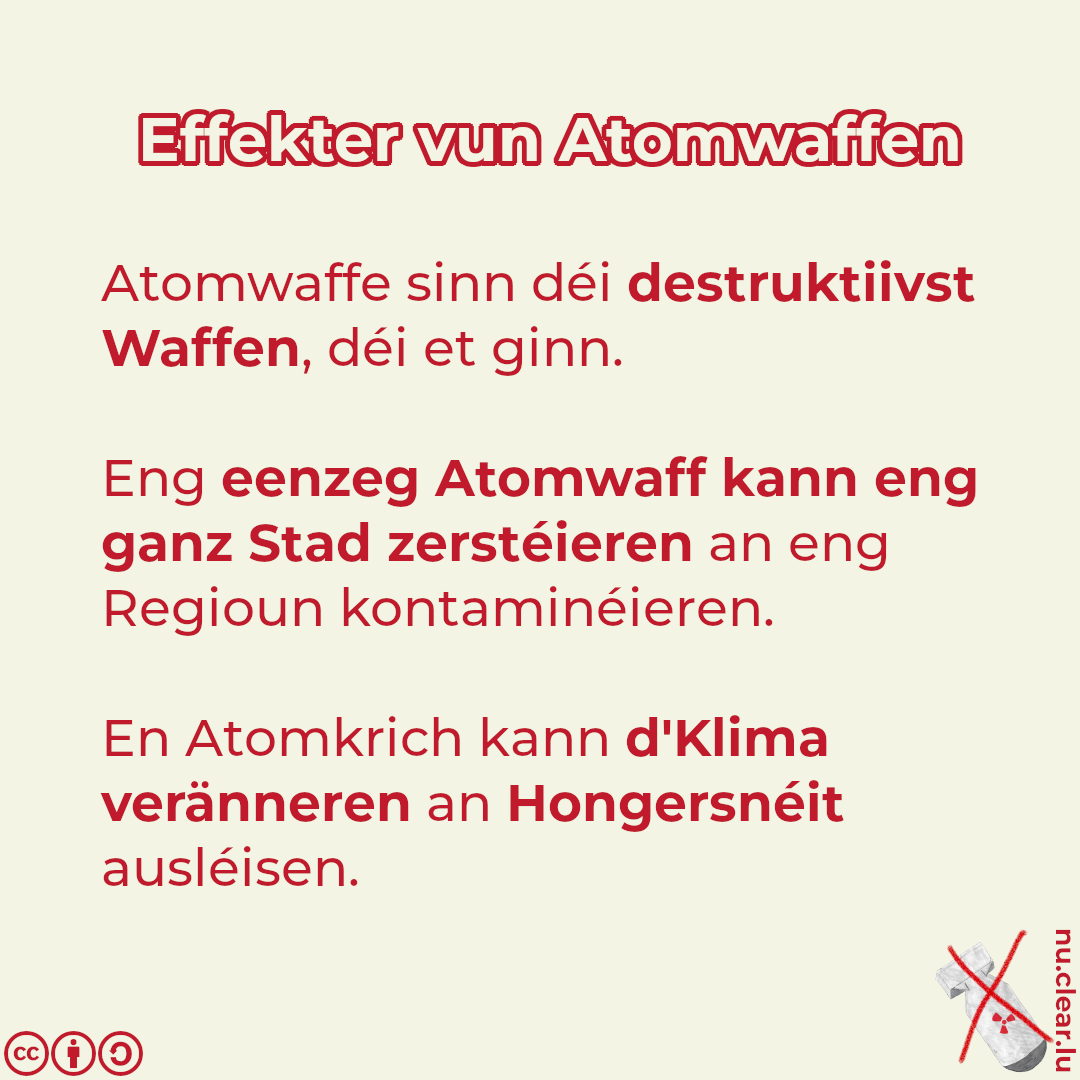 Effekter vun Atomwaffen
Atomwaffe sinn déi destruktiivst
Waffen, déi et ginn.
Eng eenzeg Atomwaff kann eng
ganz Stad zerstéieren an eng
Regioun kontaminéieren.
En Atomkrich kann d'Klima
veränneren an Hongersnéit
ausléisen.
nu.clear.lu
cc